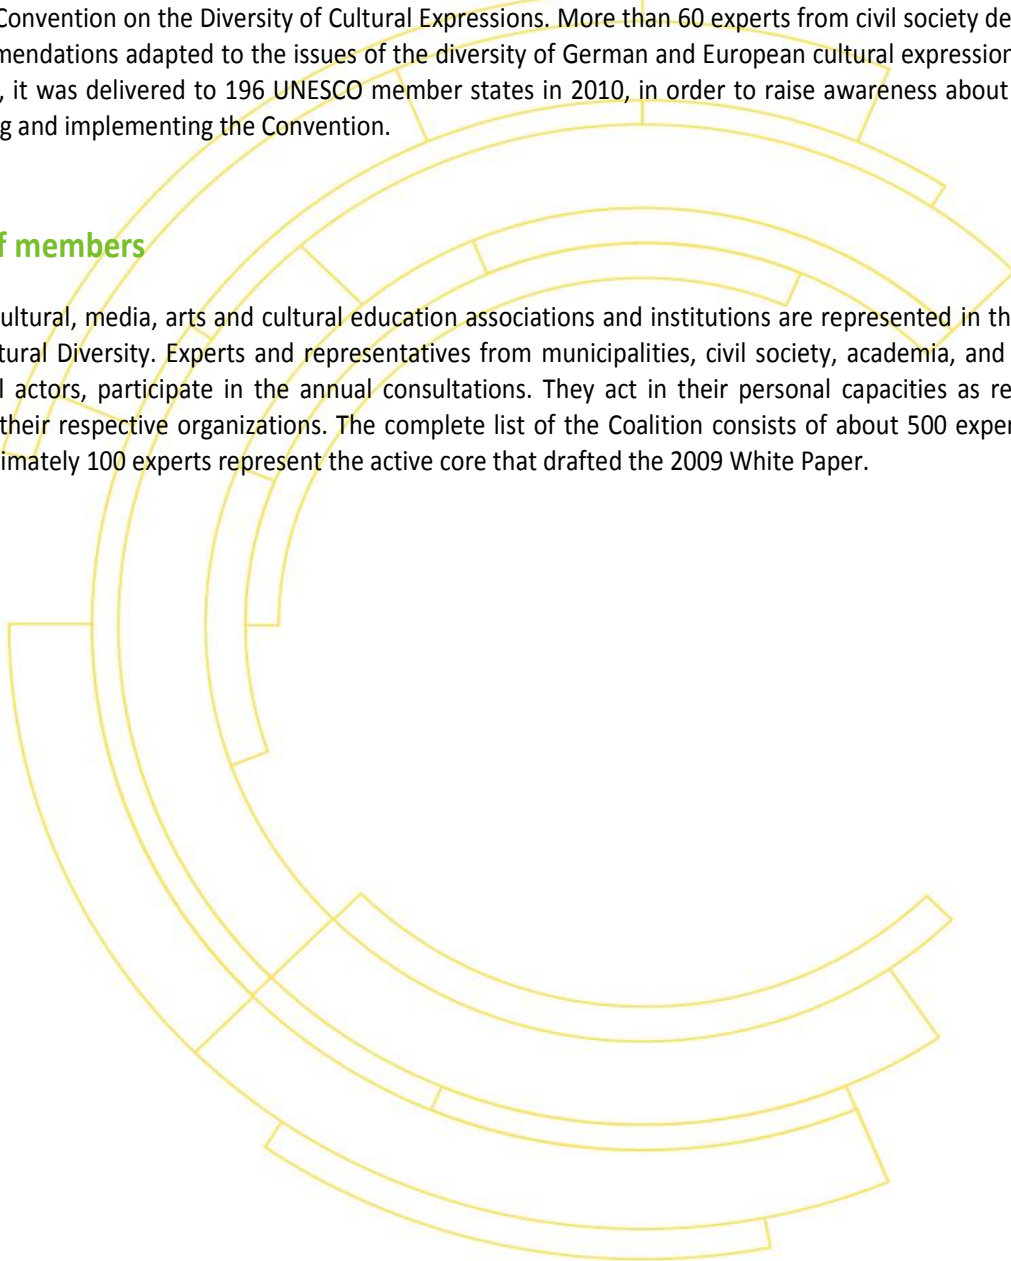 Convention on the Diversity of Cultural Expressions. More than 60 experts from civil society de
mendations adapted to the issues of the diversity of German and European cultural expression
, it was delivered to 196 UNESCO member states in 2010, in order to raise awareness about
g and implementing the Convention.
f members
ultural, media, arts and cultural education associations and institutions are represented in th
tural Diversity. Experts and representatives from municipalities, civil society, academia, and
l actors, participate in the annual consultations. They act in their personal capacities as re
their respective organizations. The complete list of the Coalition consists of about 500 exper
imately 100 experts represent the active core that drafted the 2009 White Paper.